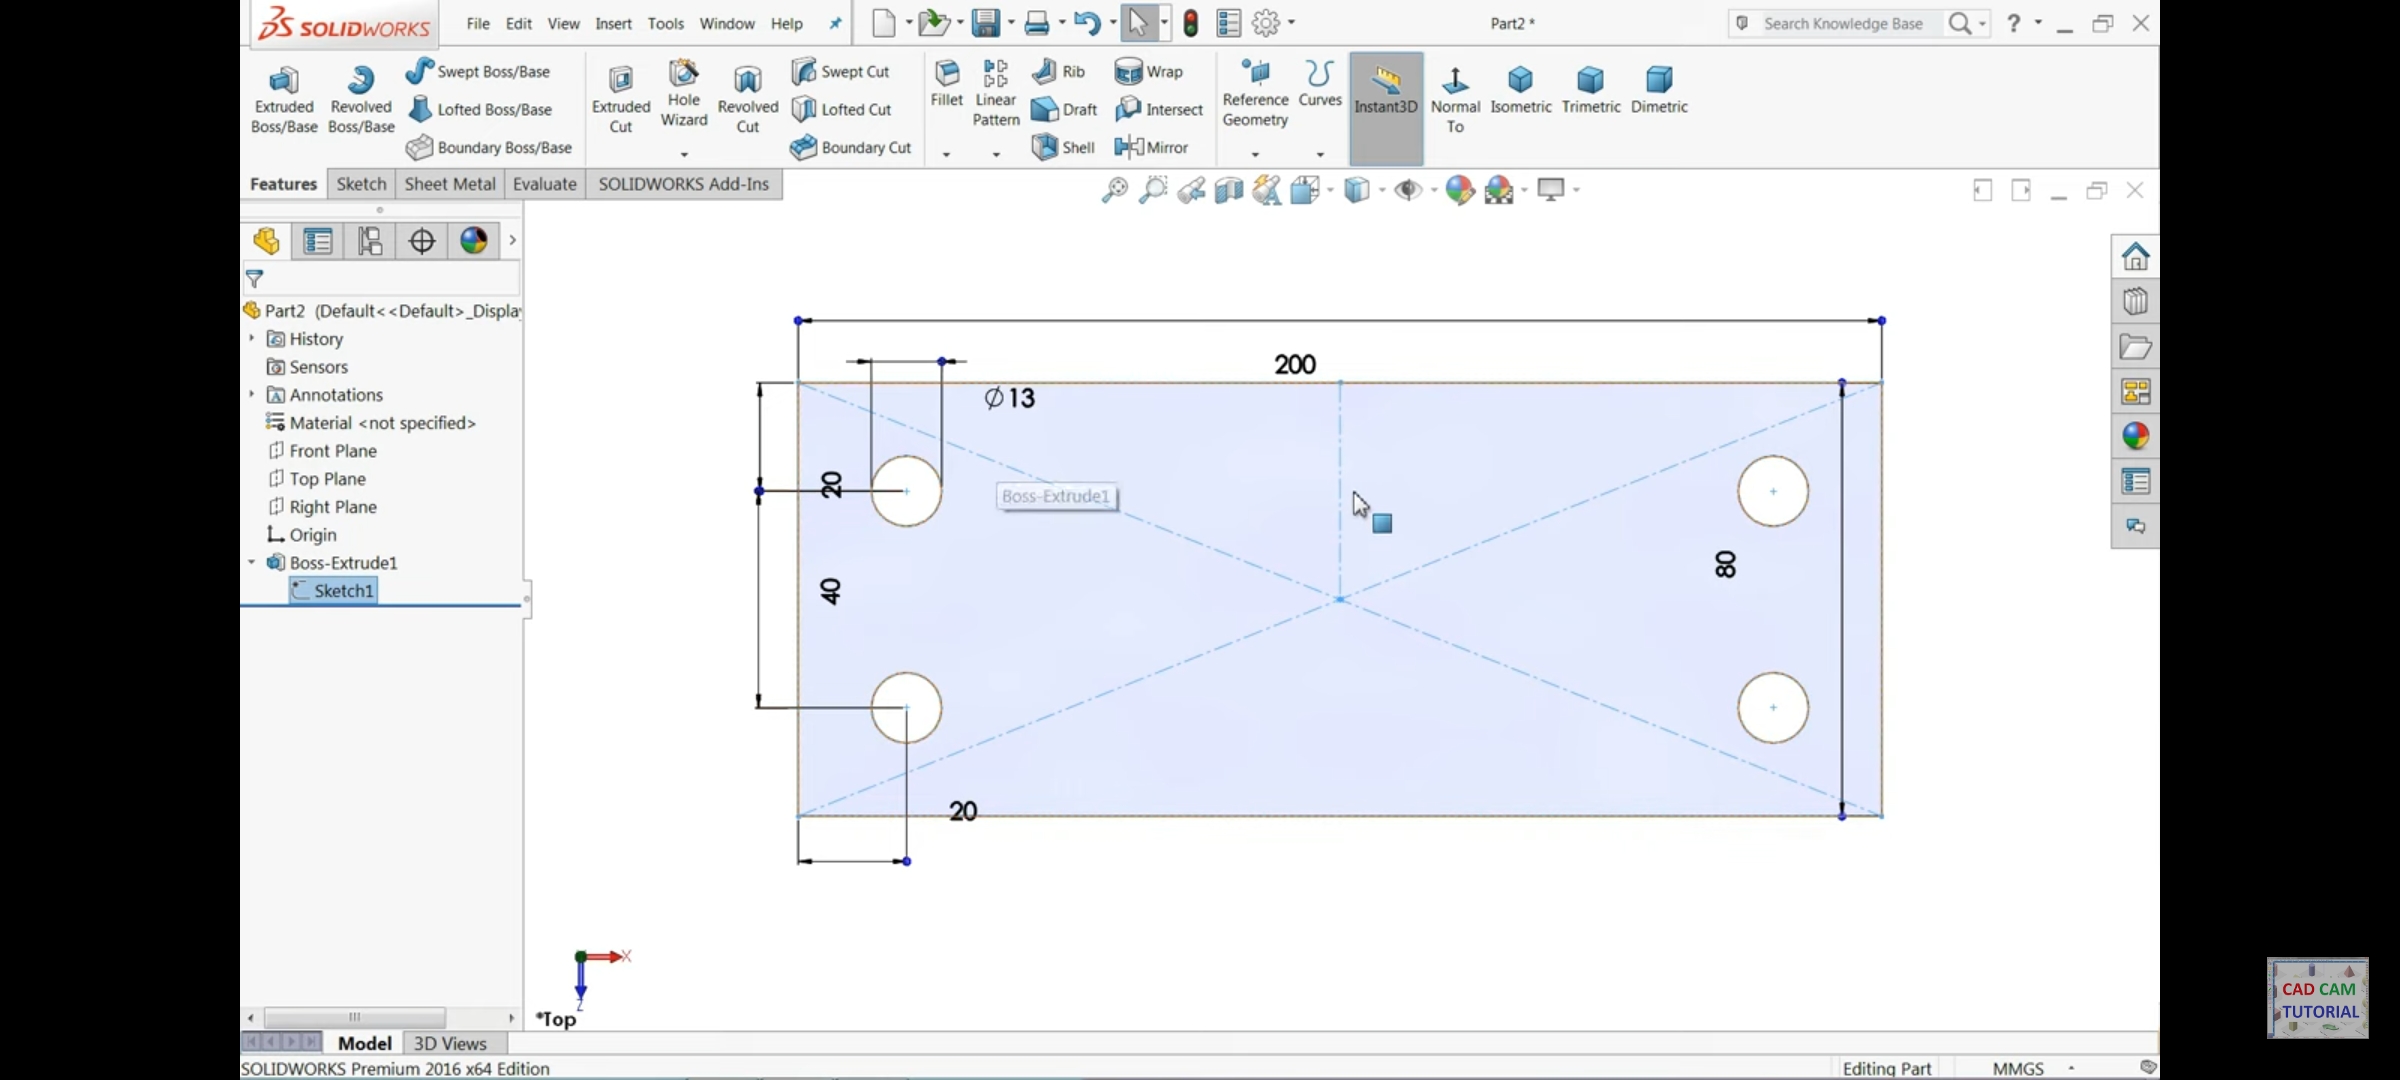 SOLIDWORKS File Edit View Insert Tools Window Help Part2 * Search Knowledge Base ?
Extruded Boss/Base
Revolved Boss/Base
Swept Boss/Base
Lofted Boss/Base
Boundary Boss/Base
Extruded Cut
Hole Wizard
Revolved Cut
Swept Cut
Lofted Cut
Boundary Cut
Fillet
Linear Pattern
Rib
Draft
Shell
Wrap
Intersect
Mirror
Reference Geometry
Curves
Instant3D
Normal To
Isometric
Trimetric
Dimetric
Features Sketch Sheet Metal Evaluate SOLIDWORKS Add-Ins
Part2 (Default<<Default>_Displa
History
Sensors
Annotations
Material <not specified>
Front Plane
Top Plane
Right Plane
Origin
Boss-Extrude1
Sketch1
200
∅13
20
Boss-Extrude1
80
40
20
X
Z
*Top
CAD CAM
TUTORIAL
Model 3D Views
SOLIDWORKS Premium 2016 x64 Edition Editing Part MMGS